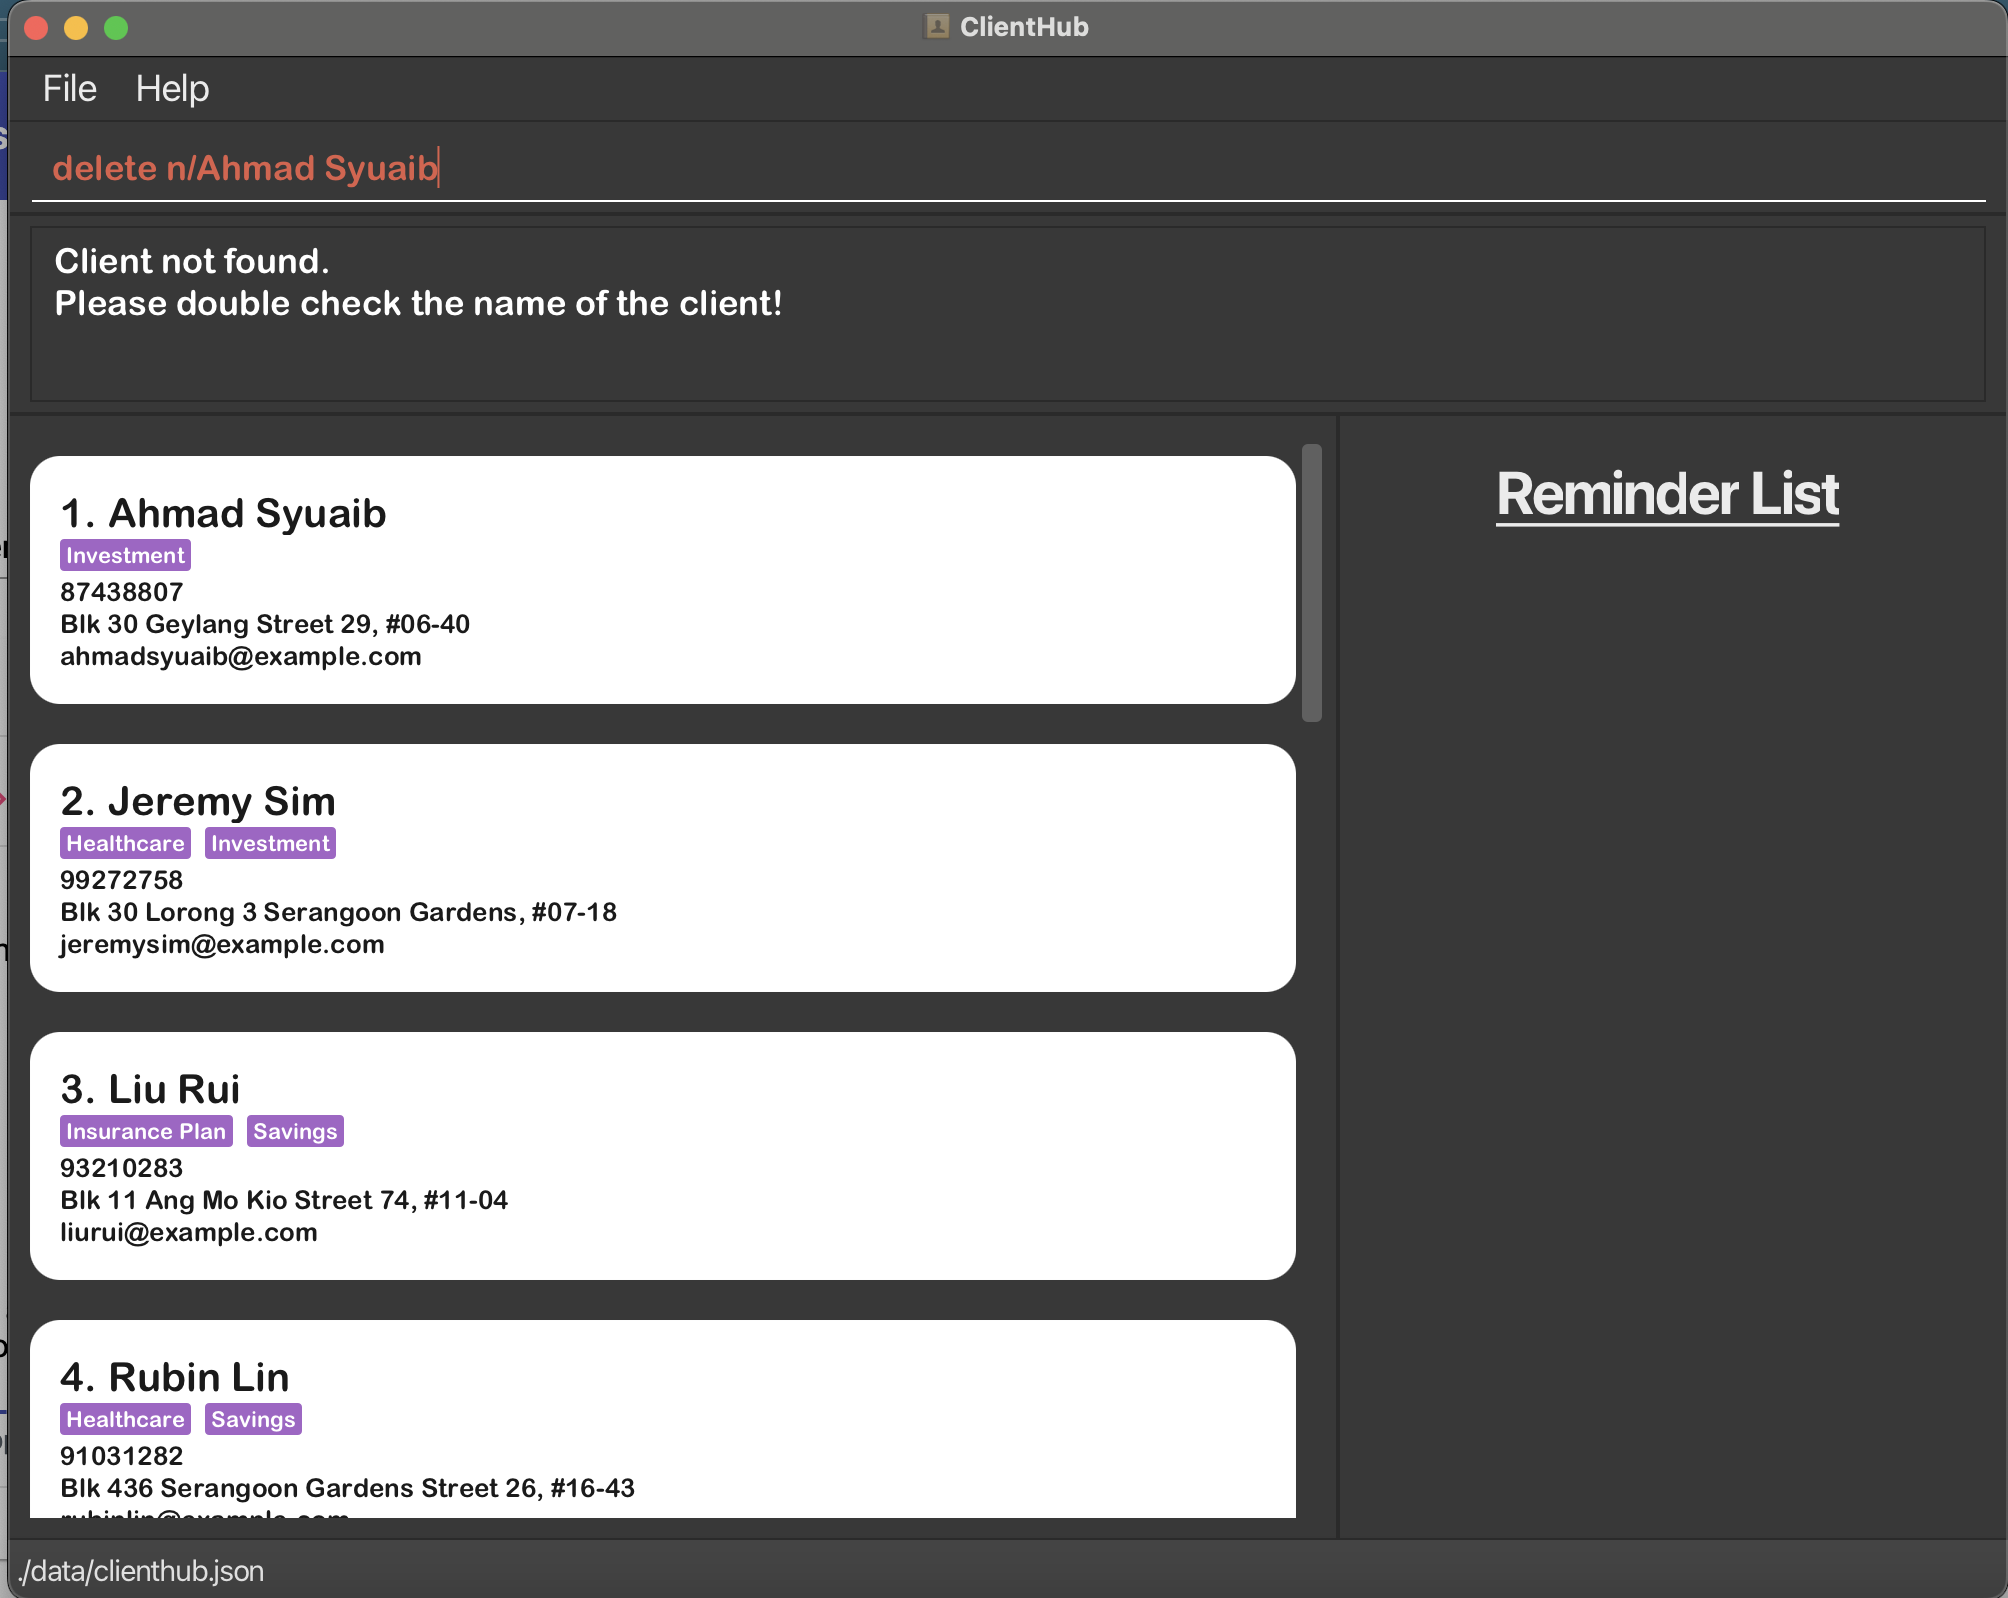 ClientHub
File Help
delete n/Ahmad Syuaib
Client not found.
Please double check the name of the client!
1. Ahmad Syuaib
Investment
87438807
Blk 30 Geylang Street 29, #06-40
ahmadsyuaib@example.com
2. Jeremy Sim
Healthcare Investment
99272758
Blk 30 Lorong 3 Serangoon Gardens, #07-18
jeremysim@example.com
3. Liu Rui
Insurance Plan Savings
93210283
Blk 11 Ang Mo Kio Street 74, #11-04
liurui@example.com
4. Rubin Lin
Healthcare Savings
91031282
Blk 436 Serangoon Gardens Street 26, #16-43
rubinlin@example.com
Reminder List
./data/clienthub.json